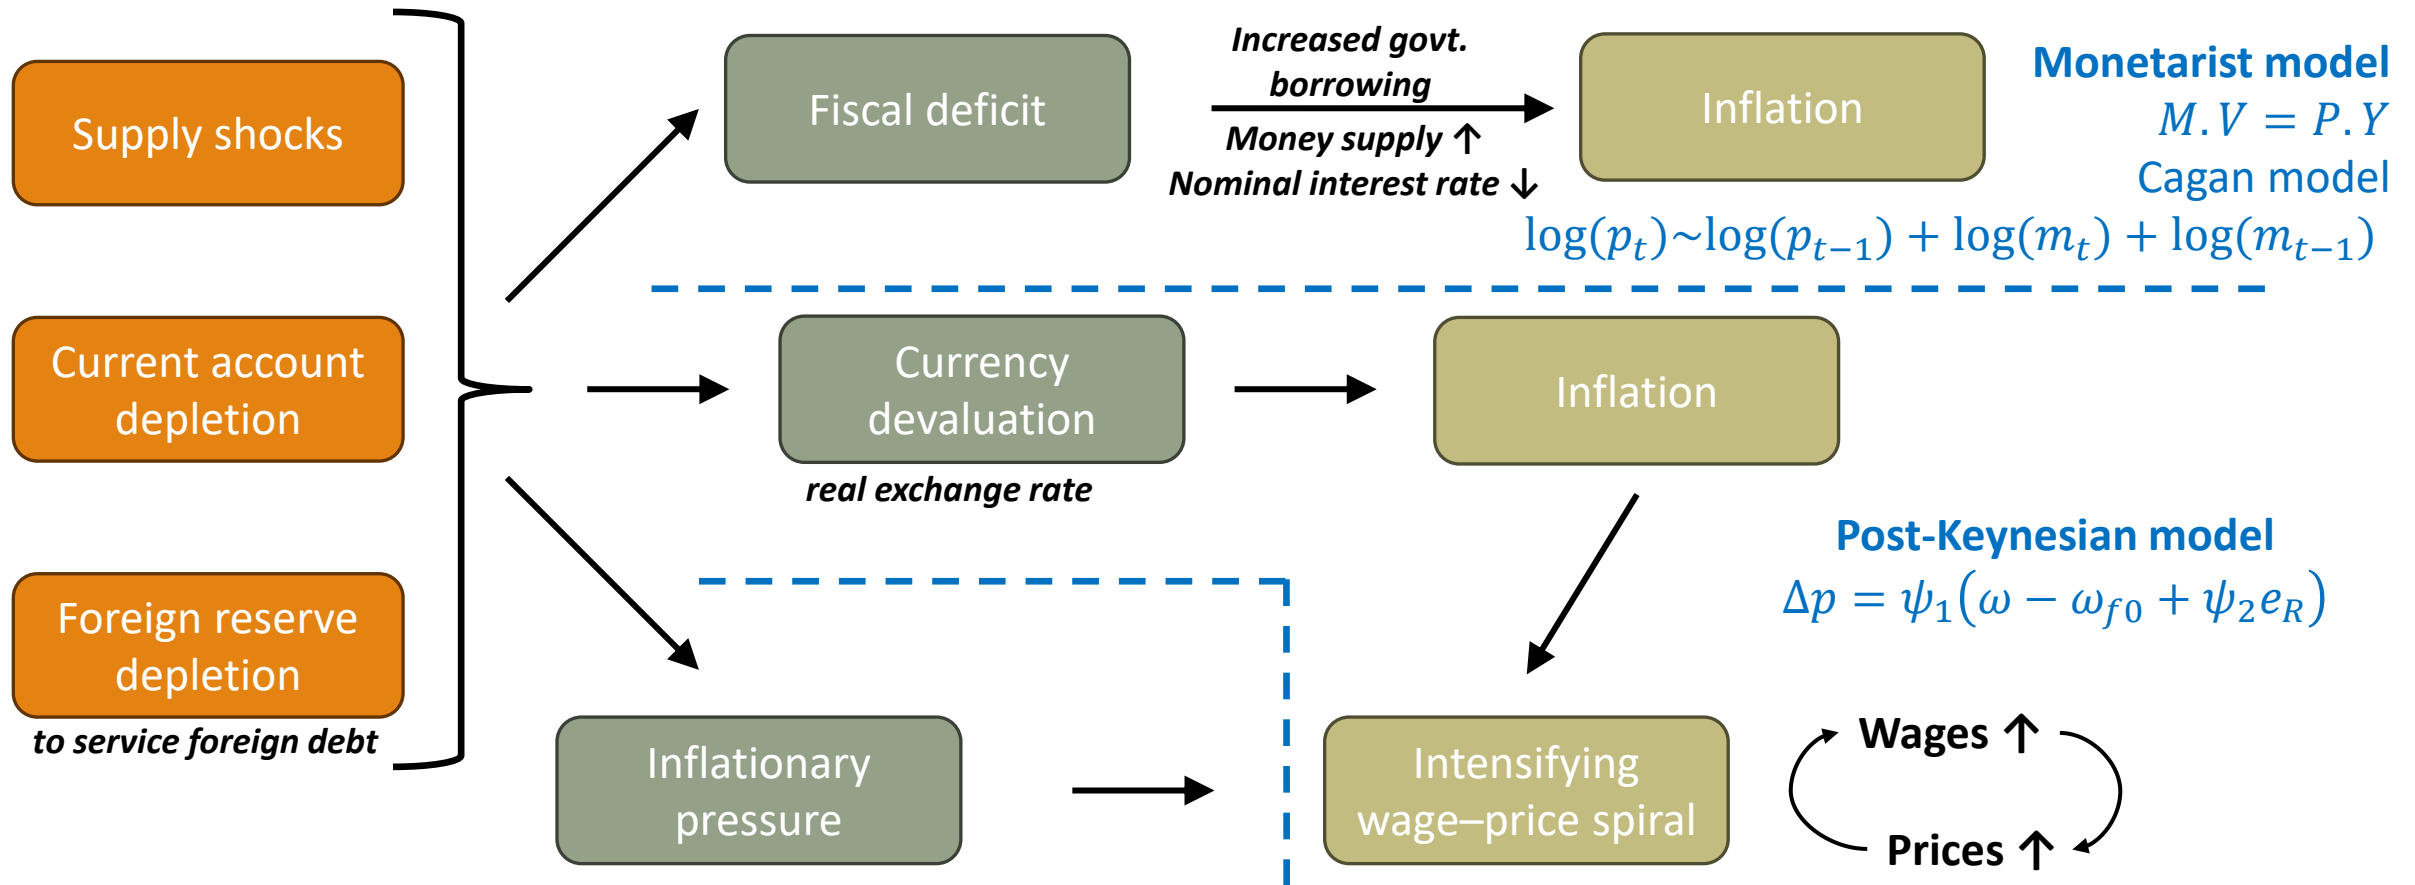 Supply shocks
Current account
depletion
Foreign reserve
depletion
to service foreign debt
Fiscal deficit
Increased govt.
borrowing
Money supply ↑
Nominal interest rate ↓
Inflation
Monetarist model
M.V = P.Y
Cagan model
log(p_t)~log(p_{t−1}) + log(m_t) + log(m_{t−1})
Currency
devaluation
real exchange rate
Inflation
Post-Keynesian model
Δp = ψ₁(ω − ω_{f0} + ψ₂e_R)
Inflationary
pressure
Intensifying
wage–price spiral
Wages ↑
Prices ↑